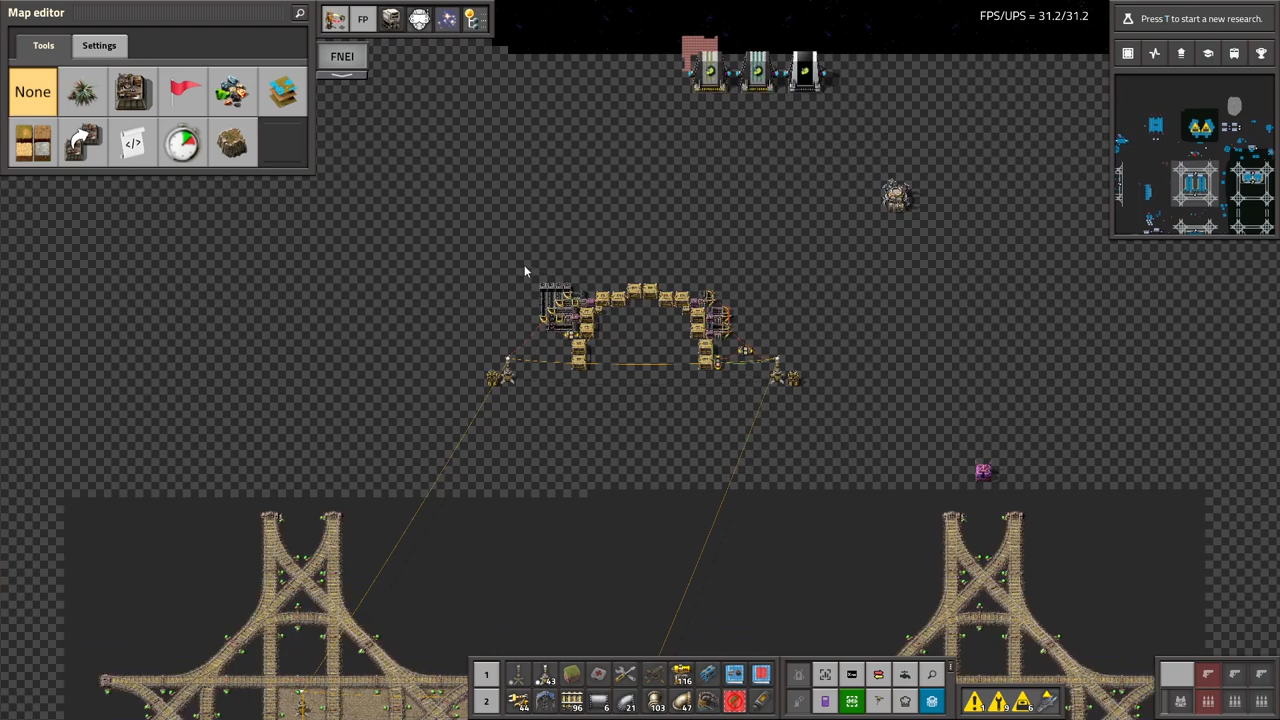 Map editor
Tools Settings
None
FP
FNEI
FPS/UPS = 31.2/31.2
Press T to start a new research.
1
43
116
2
44
96
6
21
103
47